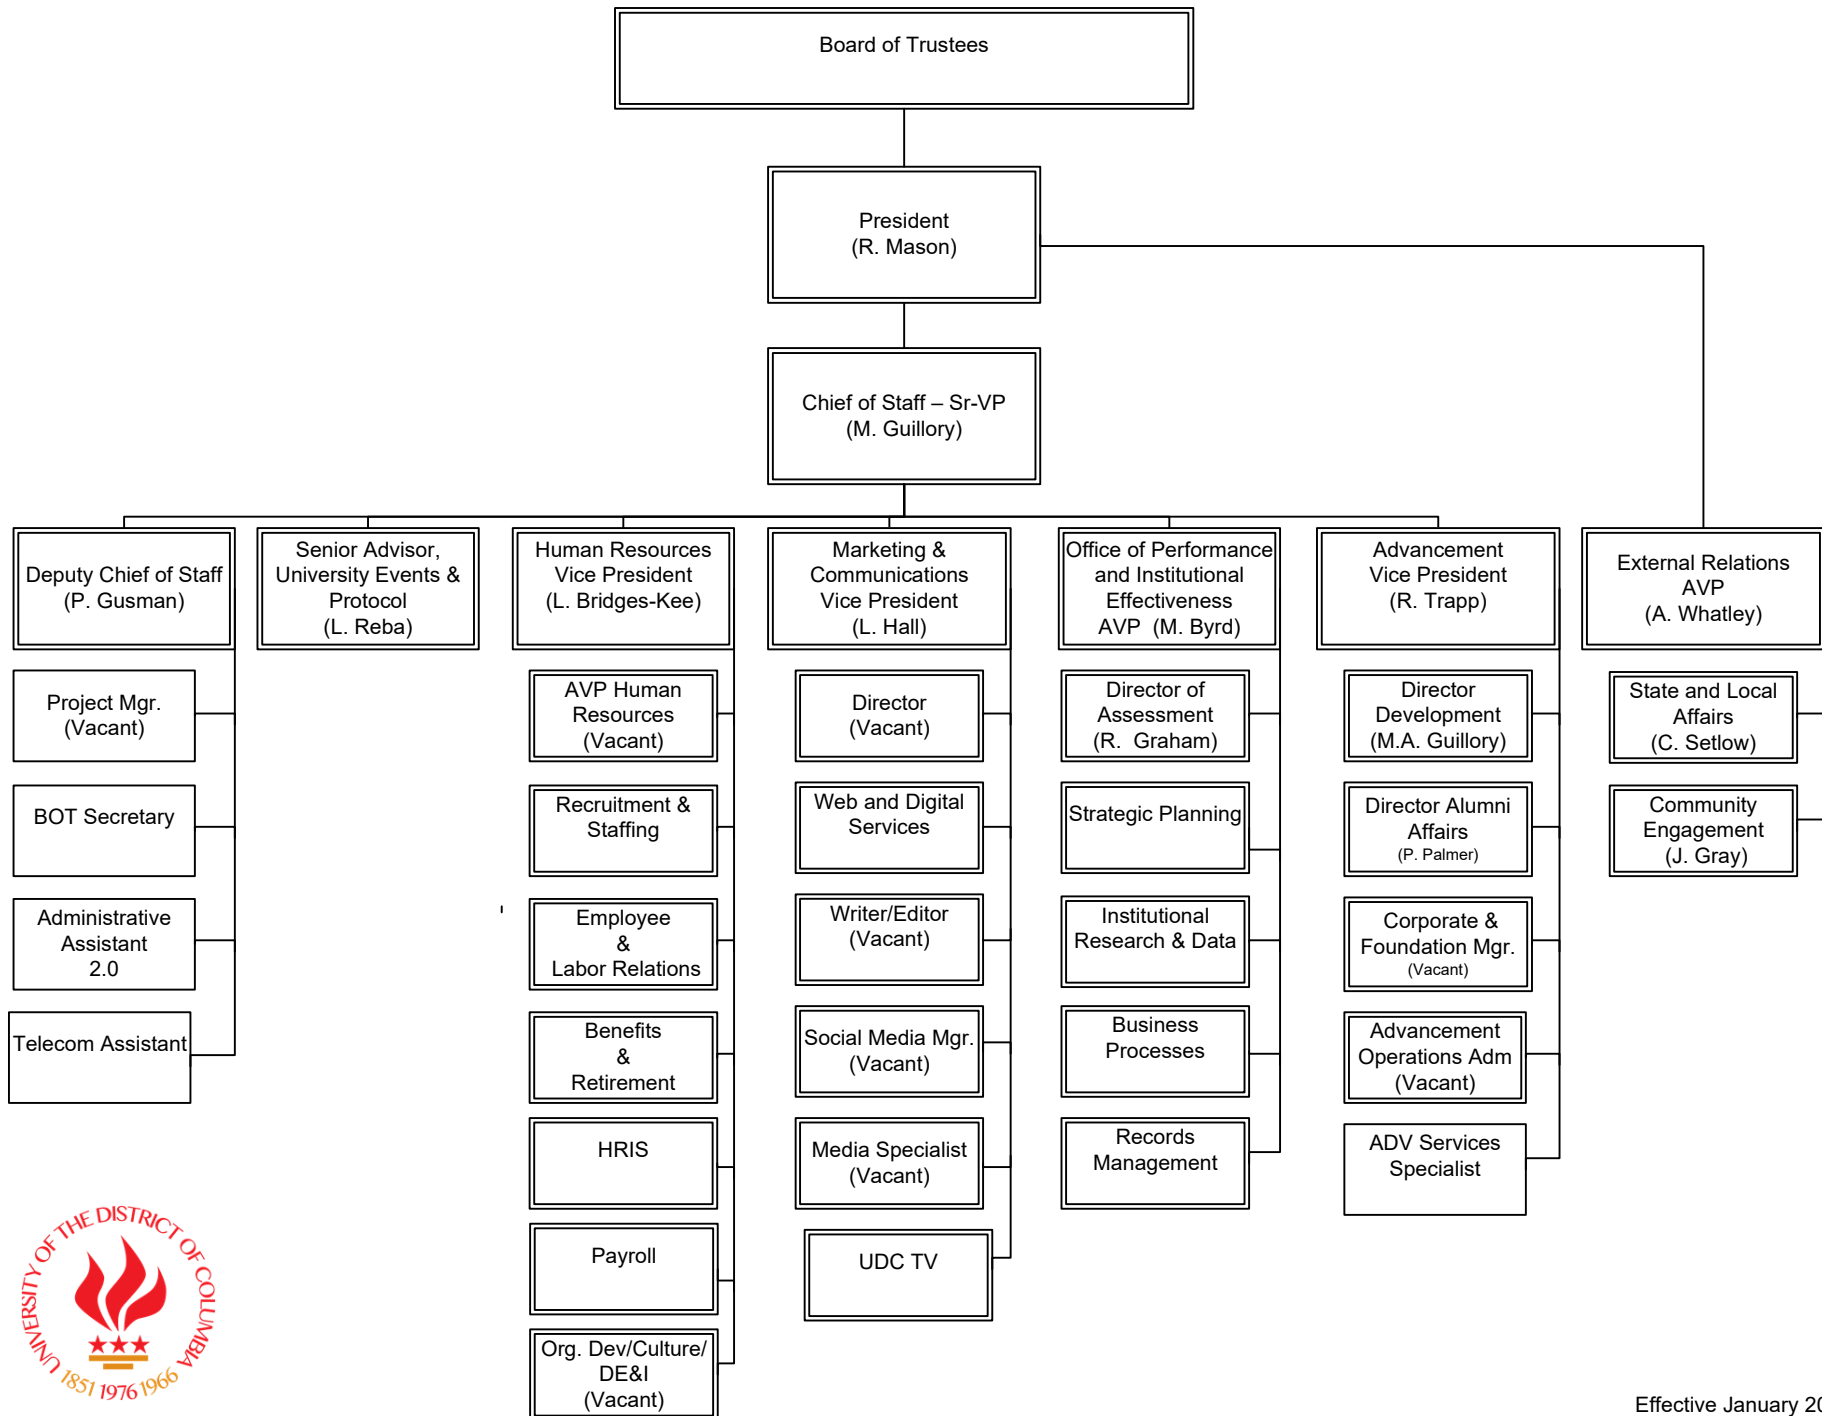 Board of Trustees
President
(R. Mason)
Chief of Staff – Sr-VP
(M. Guillory)
Deputy Chief of Staff
(P. Gusman)
Senior Advisor,
University Events &
Protocol
(L. Reba)
Human Resources
Vice President
(L. Bridges-Kee)
Marketing &
Communications
Vice President
(L. Hall)
Office of Performance
and Institutional
Effectiveness
AVP (M. Byrd)
Advancement
Vice President
(R. Trapp)
External Relations
AVP
(A. Whatley)
Project Mgr.
(Vacant)
BOT Secretary
Administrative
Assistant
2.0
Telecom Assistant
AVP Human
Resources
(Vacant)
Recruitment &
Staffing
Employee
&
Labor Relations
Benefits
&
Retirement
HRIS
Payroll
Org. Dev/Culture/
DE&I
(Vacant)
Director
(Vacant)
Web and Digital
Services
Writer/Editor
(Vacant)
Social Media Mgr.
(Vacant)
Media Specialist
(Vacant)
UDC TV
Director of
Assessment
(R. Graham)
Strategic Planning
Institutional
Research & Data
Business
Processes
Records
Management
Director
Development
(M.A. Guillory)
Director Alumni
Affairs
(P. Palmer)
Corporate &
Foundation Mgr.
(Vacant)
Advancement
Operations Adm
(Vacant)
ADV Services
Specialist
State and Local
Affairs
(C. Setlow)
Community
Engagement
(J. Gray)
UNIVERSITY OF THE DISTRICT OF COLUMBIA
1851 1976 1966
Effective January 20